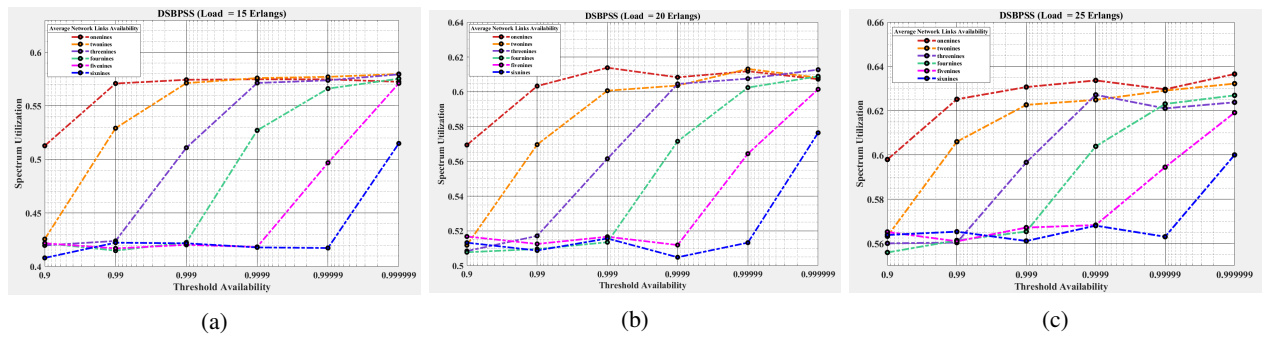 DSBPSS (Load = 15 Erlangs)
Spectrum Utilization
0.6
0.55
0.5
0.45
0.4
Average Network Links Availability
onenines
twonines
threenines
fournines
fivenines
sixnines
0.9 0.99 0.999 0.9999 0.99999 0.999999
Threshold Availability
(a)
DSBPSS (Load = 20 Erlangs)
Spectrum Utilization
0.64
0.62
0.6
0.58
0.56
0.54
0.52
0.5
Average Network Links Availability
onenines
twonines
threenines
fournines
fivenines
sixnines
0.9 0.99 0.999 0.9999 0.99999 0.999999
Threshold Availability
(b)
DSBPSS (Load = 25 Erlangs)
Spectrum Utilization
0.66
0.64
0.62
0.6
0.58
0.56
Average Network Links Availability
onenines
twonines
threenines
fournines
fivenines
sixnines
0.9 0.99 0.999 0.9999 0.99999 0.999999
Threshold Availability
(c)